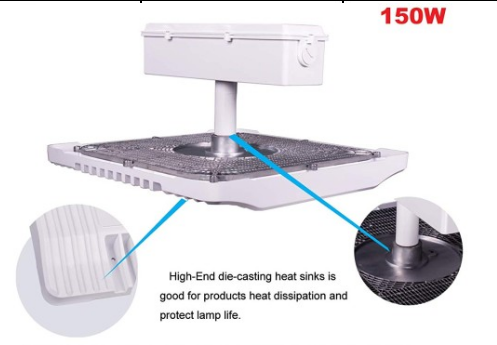 150W
High-End die-casting heat sinks is
good for products heat dissipation and
protect lamp life.